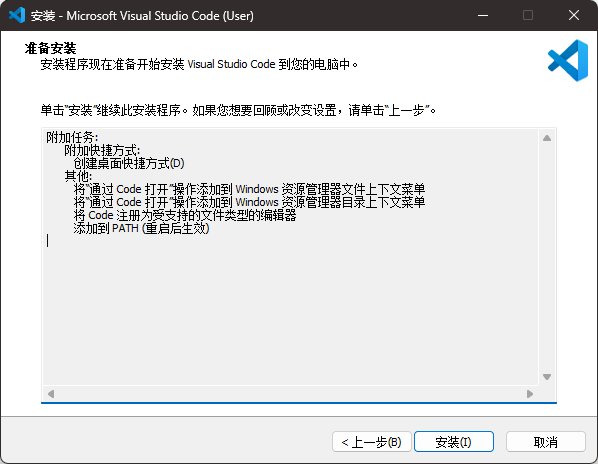 安装 - Microsoft Visual Studio Code (User)
准备安装
安装程序现在准备开始安装 Visual Studio Code 到您的电脑中。
单击“安装”继续此安装程序。如果您想要回顾或改变设置，请单击“上一步”。
附加任务:
附加快捷方式:
创建桌面快捷方式(D)
其他:
将“通过 Code 打开”操作添加到 Windows 资源管理器文件上下文菜单
将“通过 Code 打开”操作添加到 Windows 资源管理器目录上下文菜单
将 Code 注册为受支持的文件类型的编辑器
添加到 PATH (重启后生效)
< 上一步(B)
安装(I)
取消